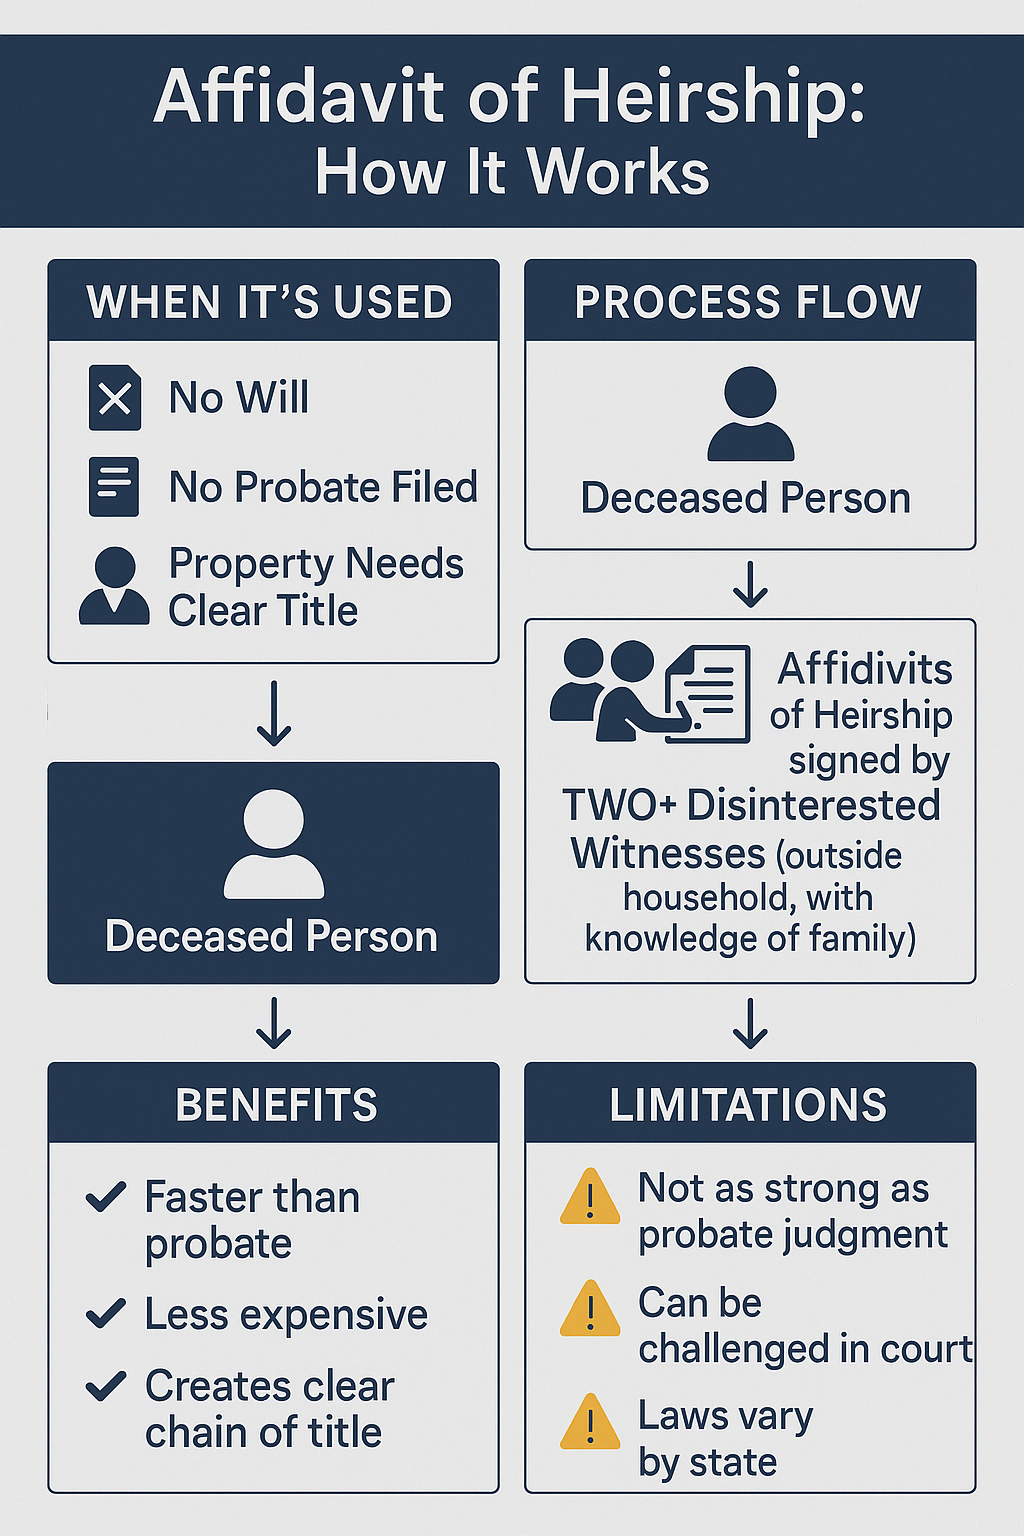 Affidavit of Heirship:
How It Works
WHEN IT'S USED
No Will
No Probate Filed
Property Needs
Clear Title
Deceased Person
BENEFITS
Faster than
probate
Less expensive
Creates clear
chain of title
PROCESS FLOW
Deceased Person
Affidivits
of Heirship
signed by
TWO+ Disinterested
Witnesses (outside
household, with
knowledge of family)
LIMITATIONS
Not as strong as
probate judgment
Can be
challenged in court
Laws vary
by state